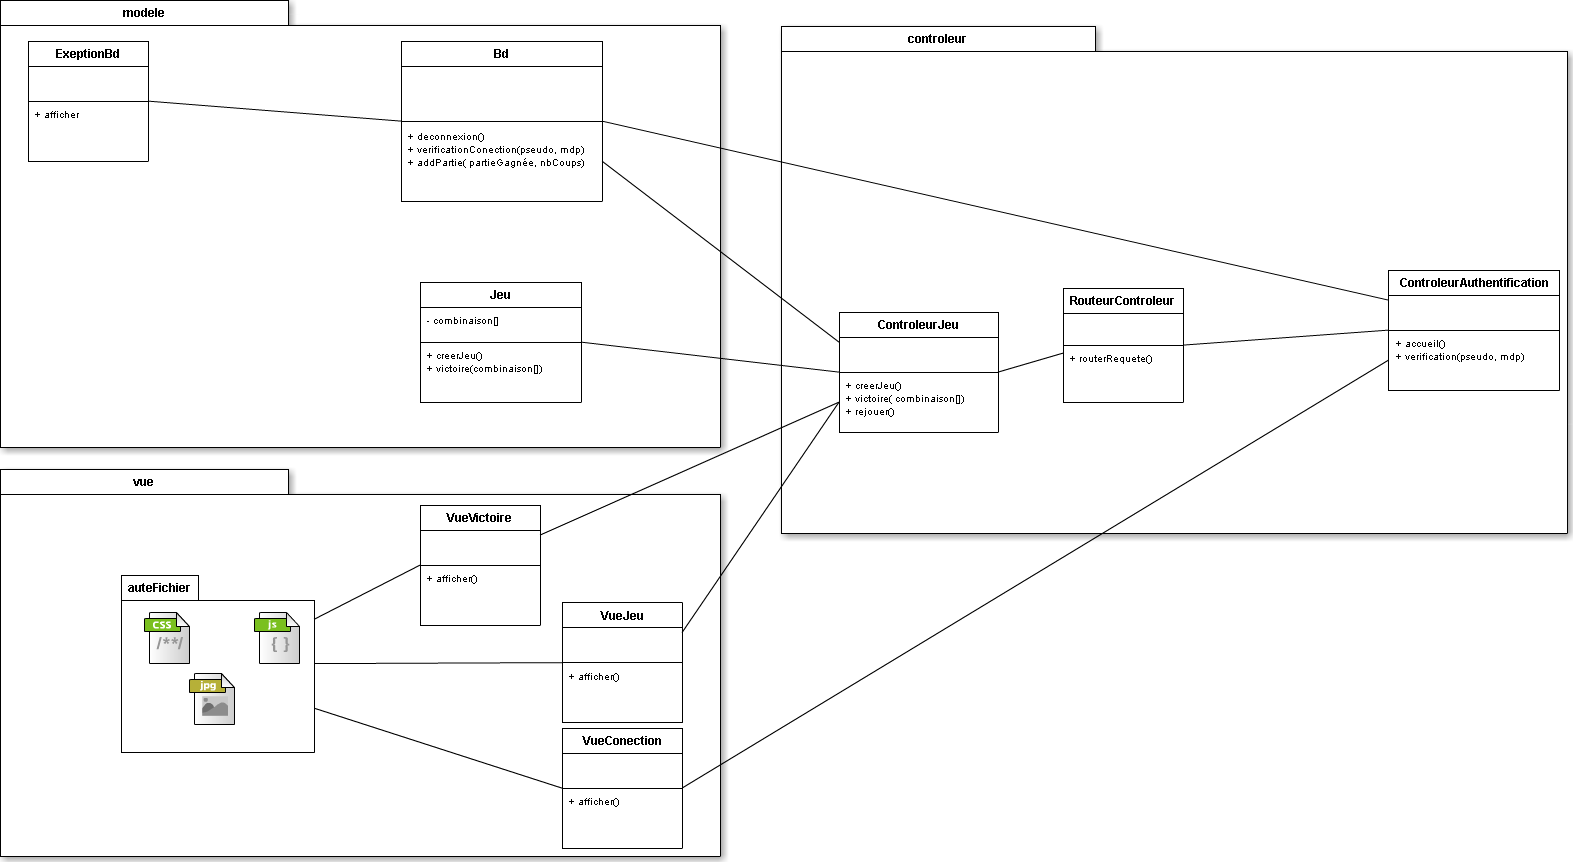 modele
ExeptionBd
+ afficher
Bd
+ deconnexion()
+ verificationConection(pseudo, mdp)
+ addPartie( partieGagnée, nbCoups)
Jeu
- combinaison[]
+ creerJeu()
+ victoire(combinaison[])
controleur
ControleurJeu
+ creerJeu()
+ victoire( combinaison[])
+ rejouer()
RouteurControleur
+ routerRequete()
ControleurAuthentification
+ accueil()
+ verification(pseudo, mdp)
vue
auteFichier
CSS
/**/
js
{ }
jpg
VueVictoire
+ afficher()
VueJeu
+ afficher()
VueConection
+ afficher()